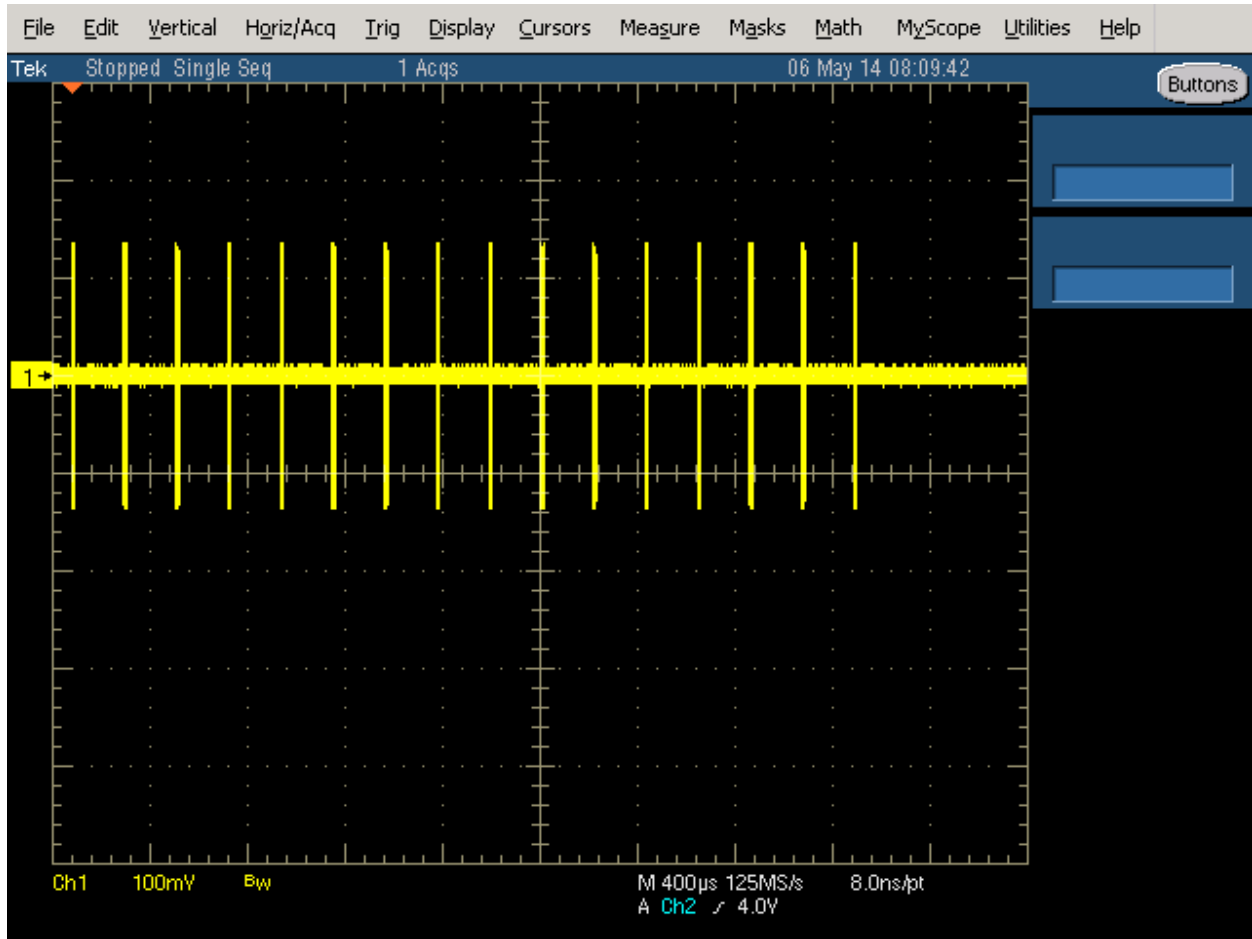 File Edit Vertical Horiz/Acq Trig Display Cursors Measure Masks Math MyScope Utilities Help
Tek Stopped Single Seq 1 Acqs 06 May 14 08:09:42 Buttons
1
Ch1 100mV Bw M 400µs 125MS/s 8.0ns/pt
A Ch2 / 4.0V